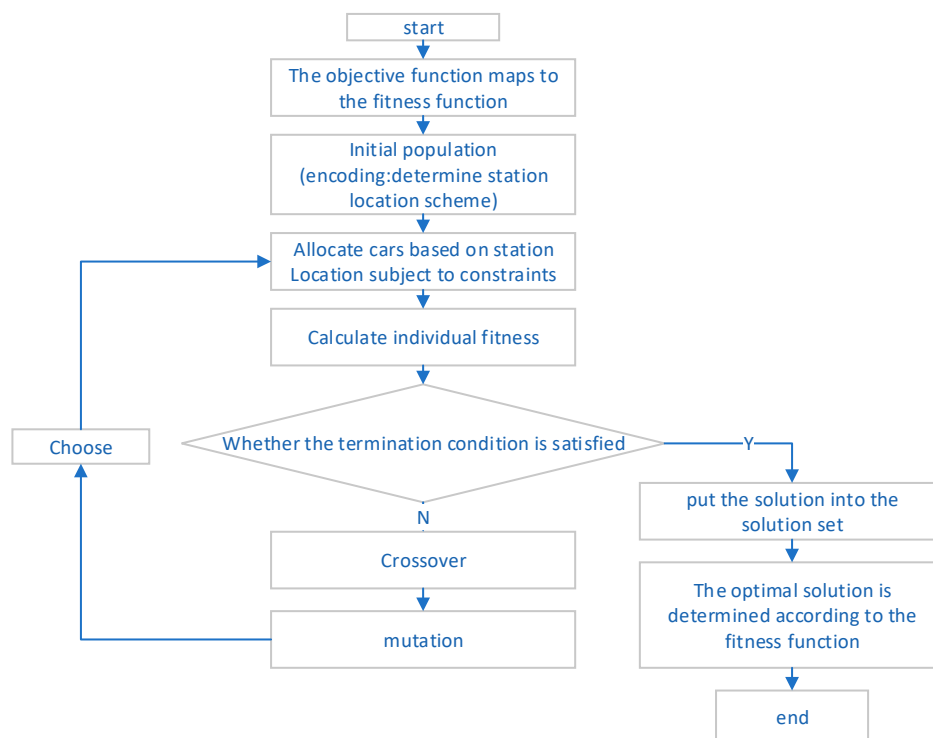 start
The objective function maps to
the fitness function
Initial population
(encoding:determine station
location scheme)
Allocate cars based on station
Location subject to constraints
Calculate individual fitness
Whether the termination condition is satisfied
Y
N
Choose
Crossover
mutation
put the solution into the
solution set
The optimal solution is
determined according to the
fitness function
end